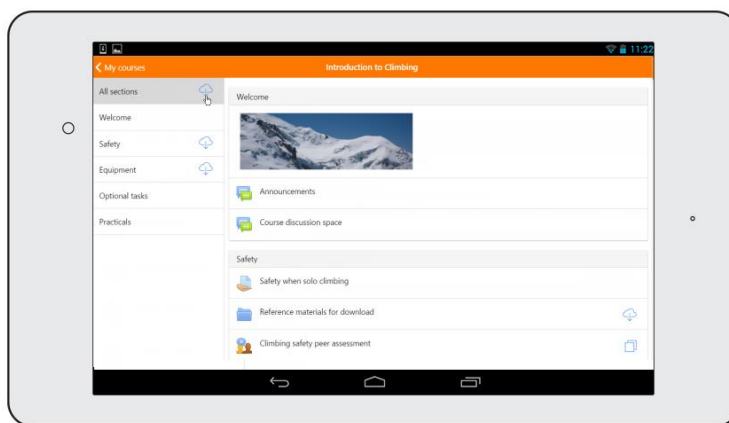 11:22
My courses
Introduction to Climbing
All sections
Welcome
Safety
Equipment
Optional tasks
Practicals
Welcome
Announcements
Course discussion space
Safety
Safety when solo climbing
Reference materials for download
Climbing safety peer assessment